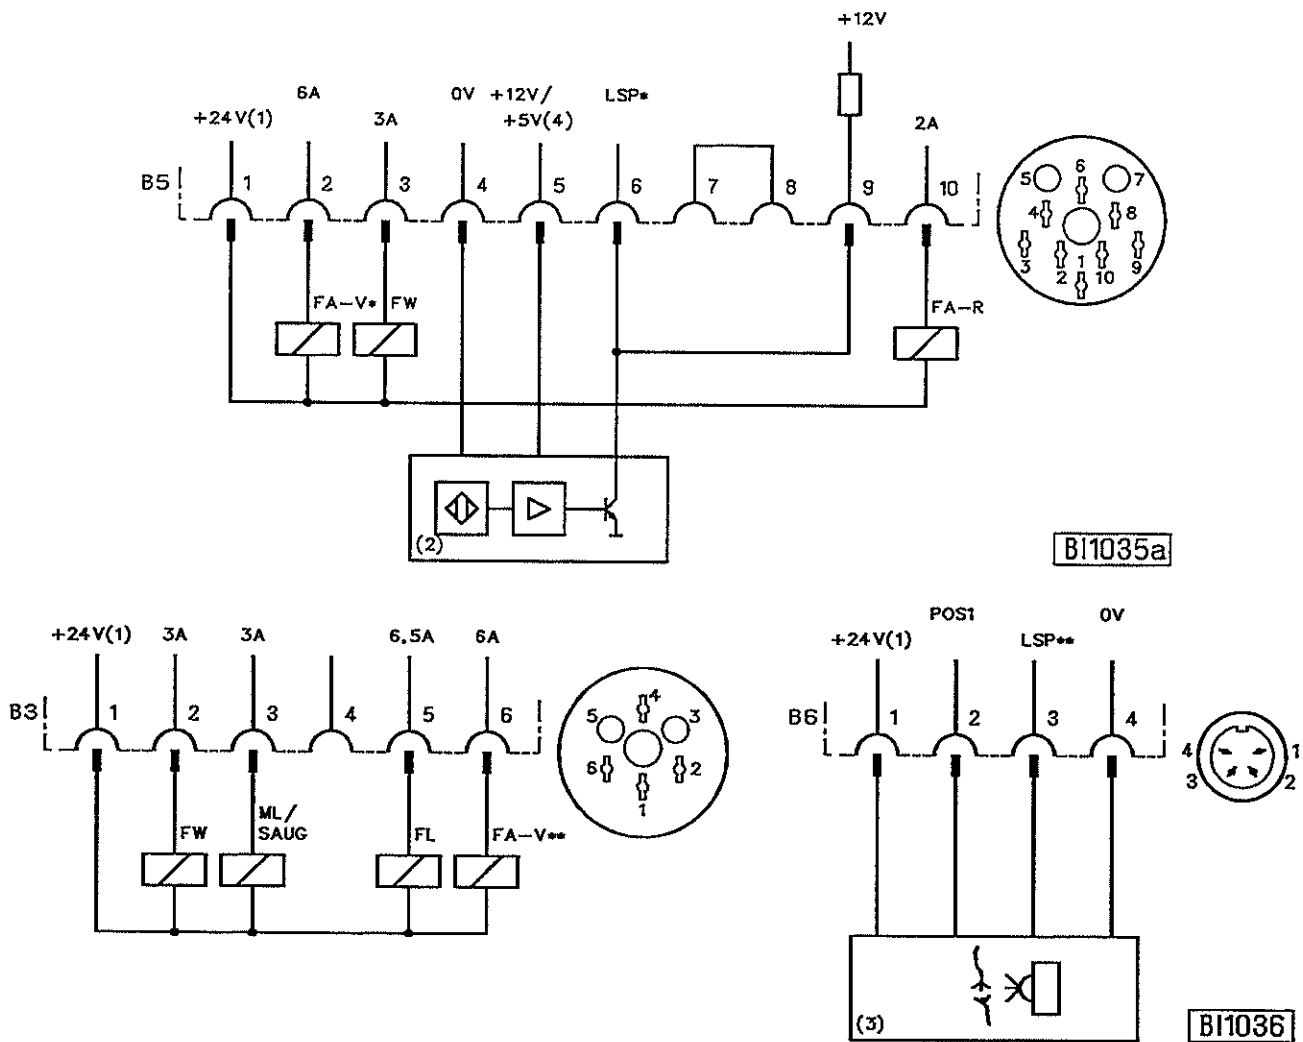 +12V
6A 0V +12V/ LSP*
+24V(1) 3A +5V(4) 2A
B5 1 2 3 4 5 6 7 8 9 10
FA-V* FW FA-R
(2)
5 6 7
4 8
3 2 1 10 9
BI1035a
+24V(1) 3A 3A 6.5A 6A
B3 1 2 3 4 5 6
FW ML/
SAUG FL FA-V**
4
5 3
6 2
1
POS1 0V
+24V(1) LSP**
B6 1 2 3 4
4 1
3 2
(3)
BI1036